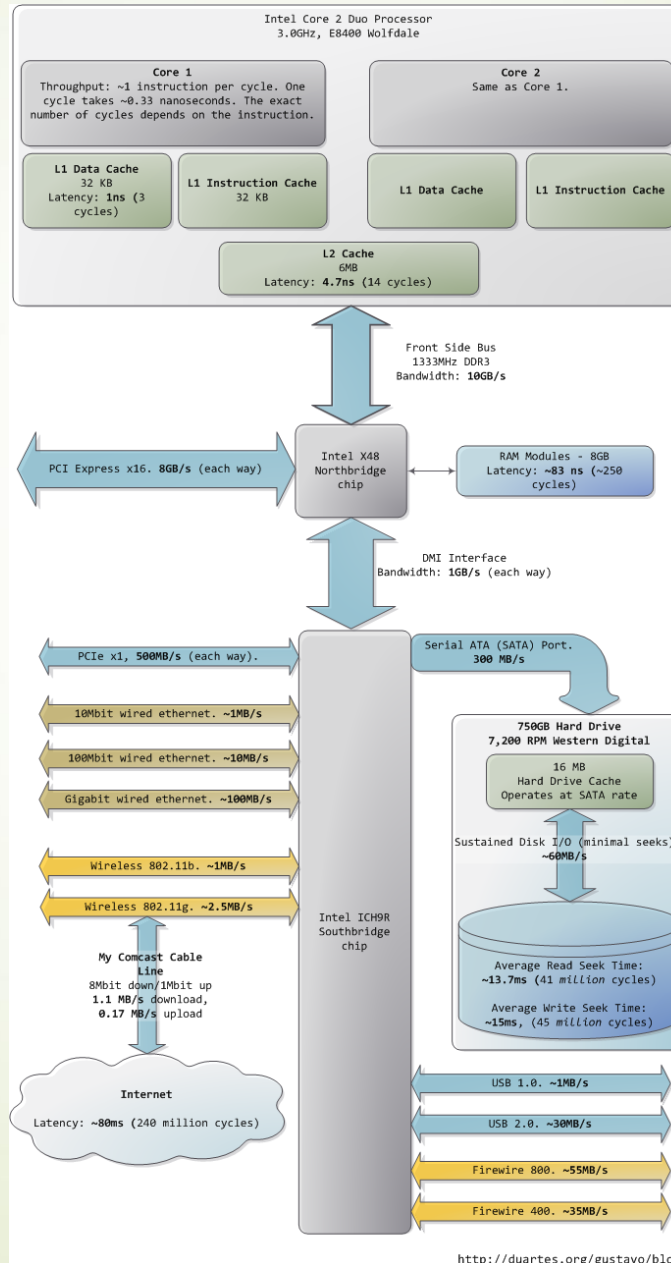 Intel Core 2 Duo Processor
3.0GHz, E8400 Wolfdale
Core 1
Throughput: ~1 instruction per cycle. One
cycle takes ~0.33 nanoseconds. The exact
number of cycles depends on the instruction.
Core 2
Same as Core 1.
L1 Data Cache
32 KB
Latency: 1ns (3
cycles)
L1 Instruction Cache
32 KB
L1 Data Cache
L1 Instruction Cache
L2 Cache
6MB
Latency: 4.7ns (14 cycles)
Front Side Bus
1333MHz DDR3
Bandwidth: 10GB/s
PCI Express x16. 8GB/s (each way)
Intel X48
Northbridge
chip
RAM Modules - 8GB
Latency: ~83 ns (~250
cycles)
DMI Interface
Bandwidth: 1GB/s (each way)
PCIe x1, 500MB/s (each way).
Serial ATA (SATA) Port.
300 MB/s
10Mbit wired ethernet. ~1MB/s
100Mbit wired ethernet. ~10MB/s
Gigabit wired ethernet. ~100MB/s
750GB Hard Drive
7,200 RPM Western Digital
16 MB
Hard Drive Cache
Operates at SATA rate
Sustained Disk I/O (minimal seeks)
~60MB/s
Wireless 802.11b. ~1MB/s
Wireless 802.11g. ~2.5MB/s
Intel ICH9R
Southbridge
chip
My Comcast Cable
Line
8Mbit down/1Mbit up
1.1 MB/s download,
0.17 MB/s upload
Average Read Seek Time:
~13.7ms (41 million cycles)
Average Write Seek Time:
~15ms, (45 million cycles)
Internet
Latency: ~80ms (240 million cycles)
USB 1.0. ~1MB/s
USB 2.0. ~30MB/s
Firewire 800. ~55MB/s
Firewire 400. ~35MB/s
http://duartes.org/gustavo/blo